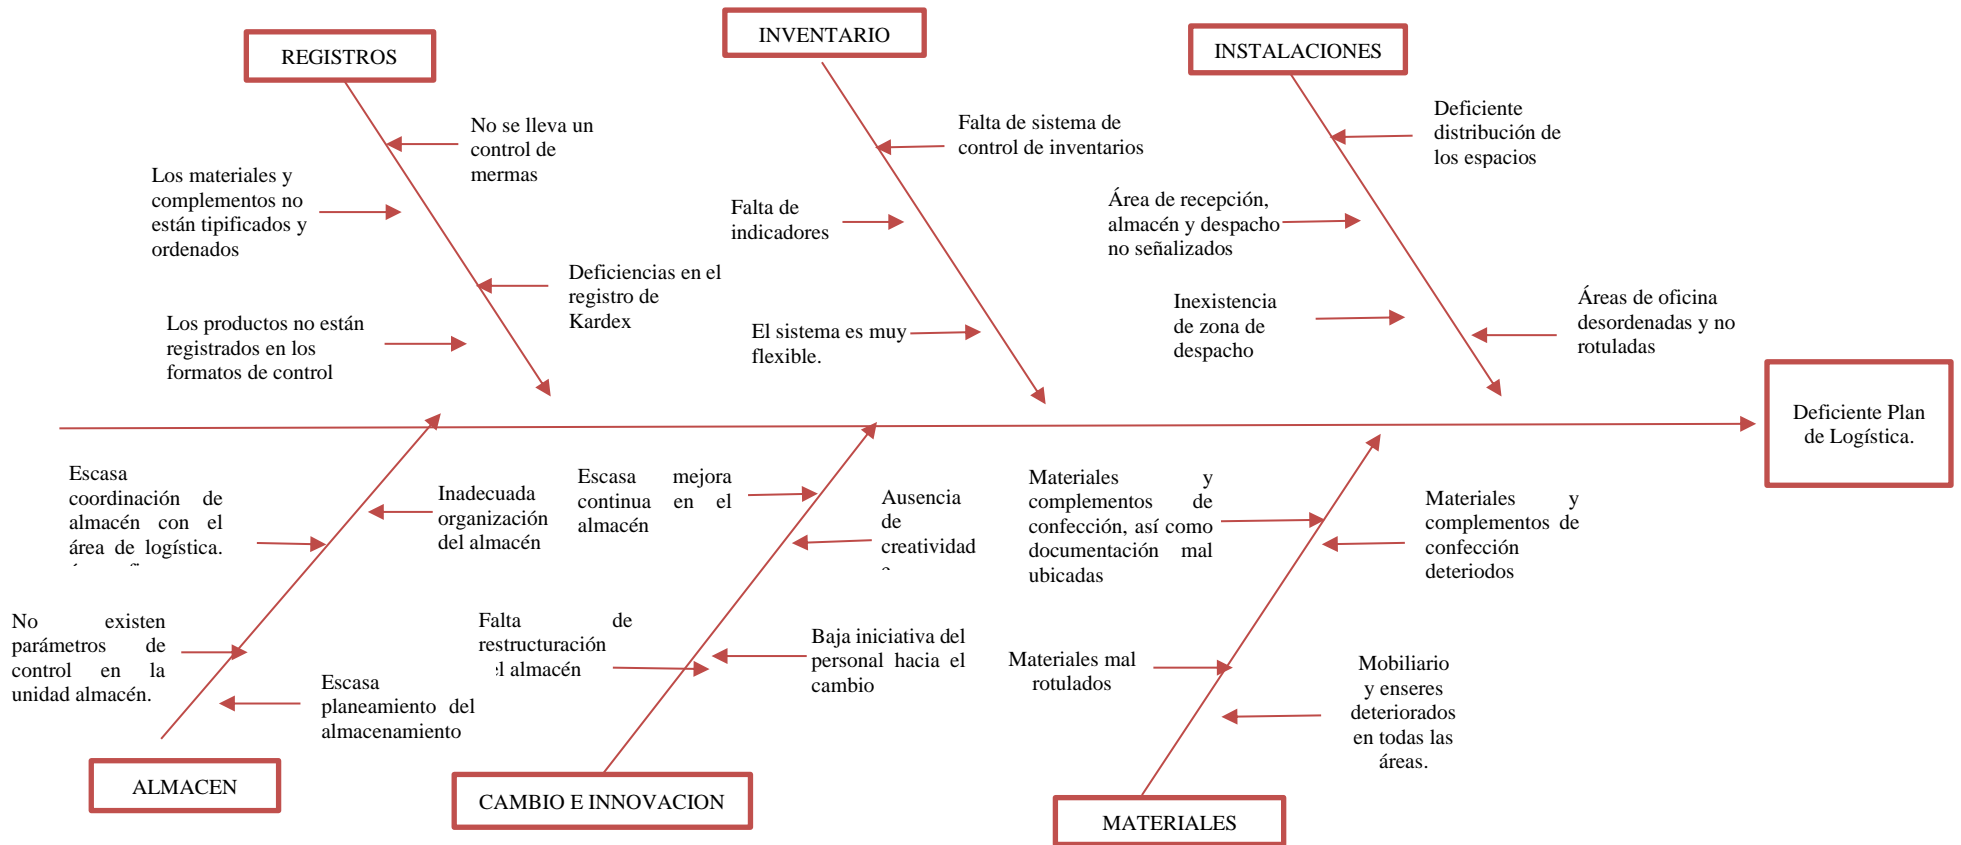 REGISTROS
INVENTARIO
INSTALACIONES
No se lleva un
control de
mermas
Los materiales y
complementos no
están tipificados y
ordenados
Deficiencias en el
registro de
Kardex
Los productos no están
registrados en los
formatos de control
Falta de sistema de
control de inventarios
Falta de
indicadores
El sistema es muy
flexible.
Deficiente
distribución de
los espacios
Área de recepción,
almacén y despacho
no señalizados
Inexistencia
de zona de
despacho
Áreas de oficina
desordenadas y no
rotuladas
Deficiente Plan
de Logística.
Escasa
coordinación de
almacén con el
área de logística.
Inadecuada
organización
del almacén
No existen
parámetros de
control en la
unidad almacén.
Escasa
planeamiento del
almacenamiento
ALMACEN
Escasa mejora
continua en el
almacén
Ausencia
de
creatividad
Falta de
restructuración
el almacén
Baja iniciativa del
personal hacia el
cambio
CAMBIO E INNOVACION
Materiales y
complementos de
confección, así como
documentación mal
ubicadas
Materiales y
complementos de
confección
deteriodos
Materiales mal
rotulados
Mobiliario
y enseres
deteriorados
en todas las
áreas.
MATERIALES